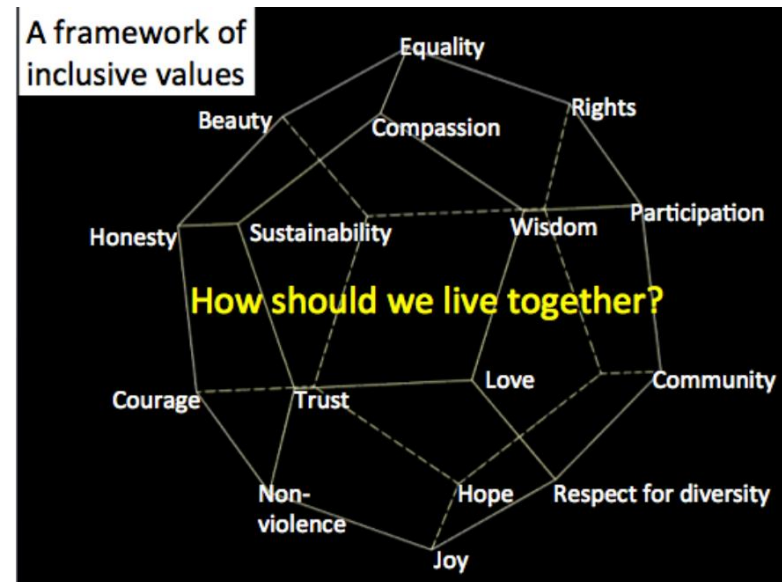 A framework of
inclusive values
Equality
Rights
Beauty
Compassion
Participation
Honesty
Sustainability
Wisdom
How should we live together?
Courage
Trust
Love
Community
Non-
violence
Hope
Respect for diversity
Joy